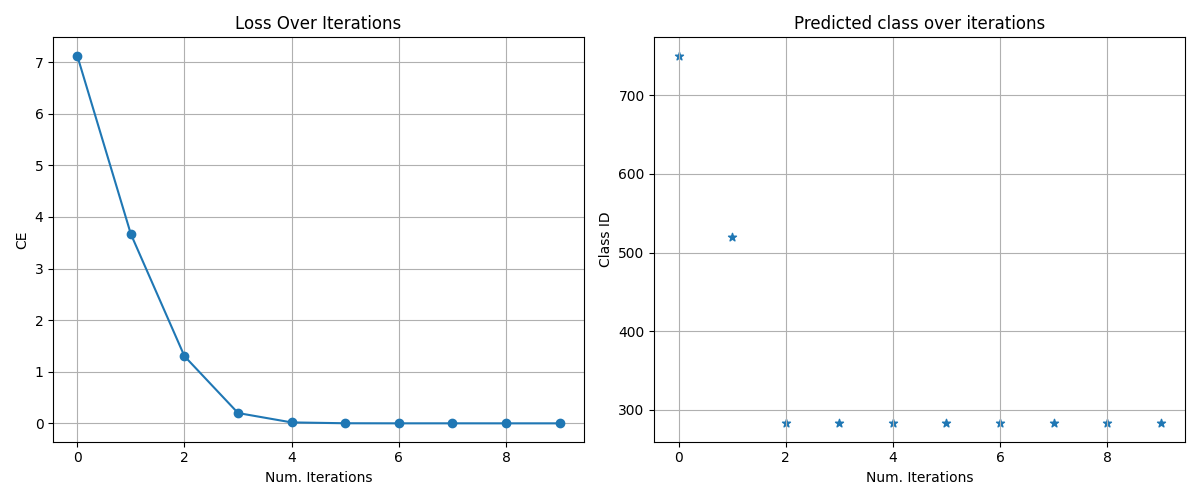 Loss Over Iterations
CE
7
6
5
4
3
2
1
0
0 2 4 6 8
Num. Iterations
Predicted class over iterations
Class ID
700
600
500
400
300
0 2 4 6 8
Num. Iterations